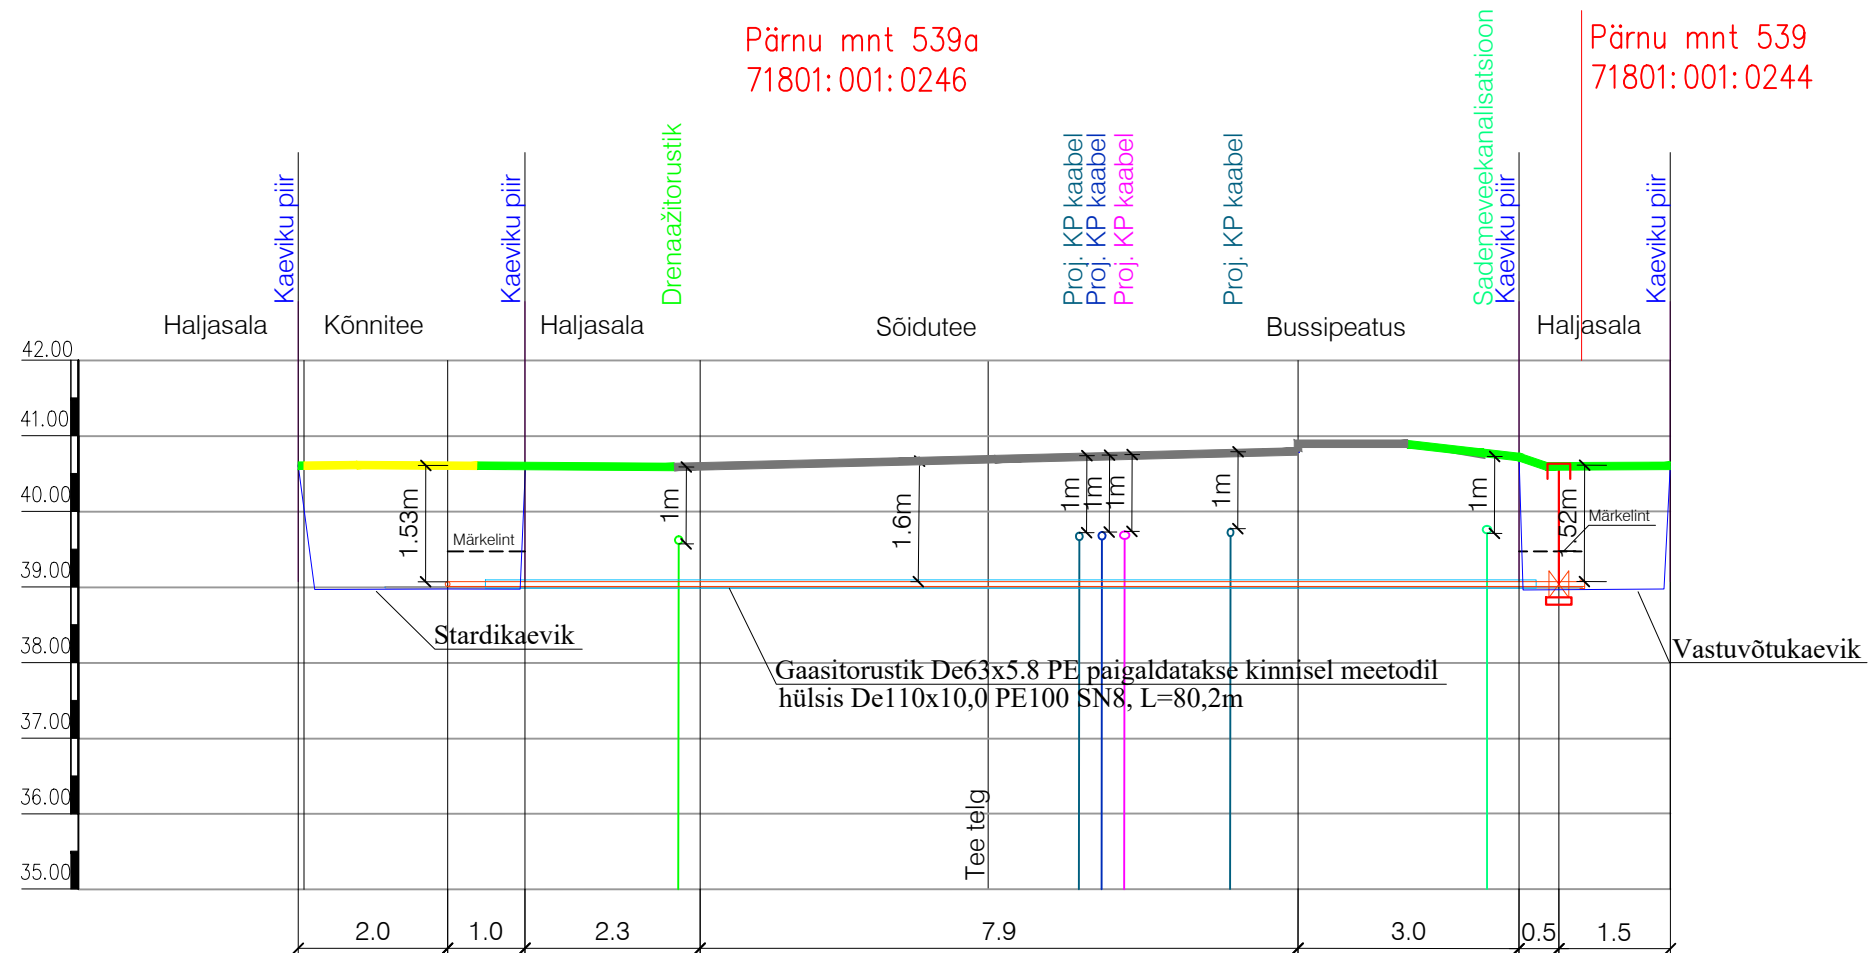 Pärnu mnt 539a
71801:001:0246
Pärnu mnt 539
71801:001:0244
Kaeviku piir
Kaeviku piir
Drenaažitorustik
Proj. KP kaabel
Proj. KP kaabel
Proj. KP kaabel
Proj. KP kaabel
Sademeveekanalisatsioon
Kaeviku piir
Kaeviku piir
Haljasala
Kõnnitee
Haljasala
Sõidutee
Bussipeatus
Haljasala
42.00
41.00
40.00
39.00
38.00
37.00
36.00
35.00
1.53m
Märkelint
1m
1.6m
1m
1m
1m
1m
1m
.52m
Märkelint
Stardikaevik
Gaasitorustik De63x5.8 PE paigaldatakse kinnisel meetodil
hülsis De110x10,0 PE100 SN8, L=80,2m
Vastuvõtukaevik
Tee telg
2.0
1.0
2.3
7.9
3.0
0.5
1.5